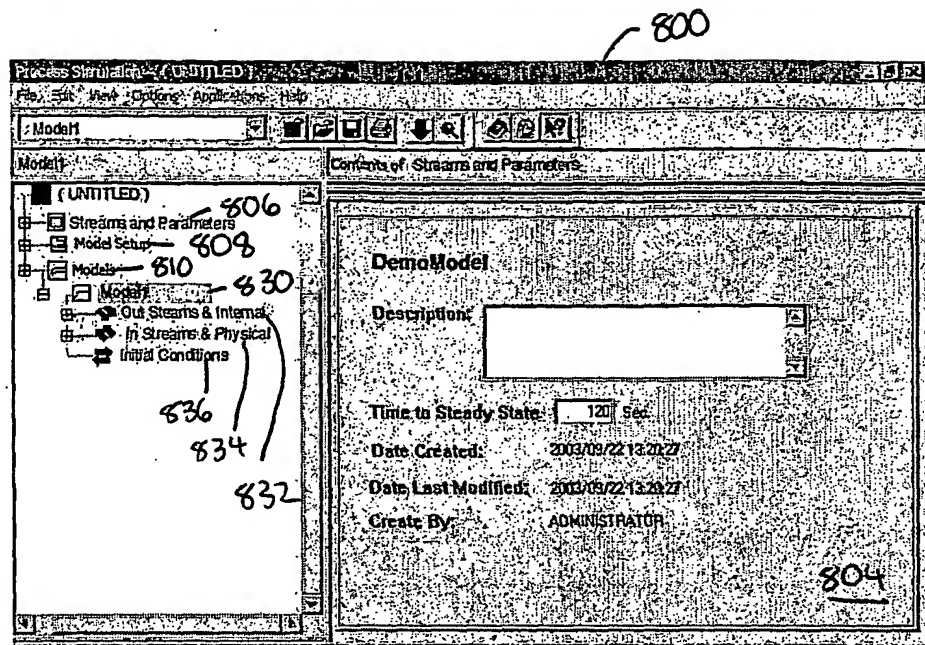 800
Process Simulation - ( UNTITLED )
File Edit View Options Applications Help
: Model1
Model1
Contents of Streams and Parameters
( UNTITLED )
Streams and Parameters 806
Model Setup 808
Models 810
Model1 830
Out Steams & Internal
In Streams & Physical
Initial Conditions
836
834
832
DemoModel
Description:
Time to Steady State 120 Sec
Date Created: 2003/09/22 13:20:27
Date Last Modified: 2003/09/22 13:20:27
Create By: ADMINISTRATOR
804